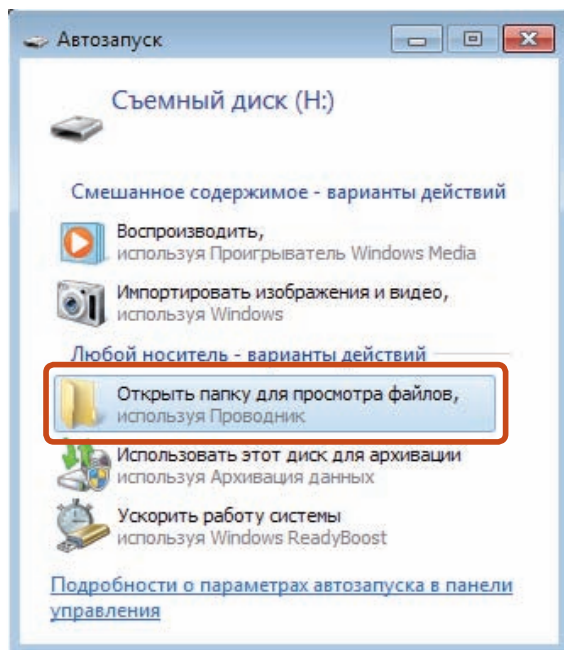 Автозапуск
Съемный диск (H:)
Смешанное содержимое - варианты действий
Воспроизводить,
используя Проигрыватель Windows Media
Импортировать изображения и видео,
используя Windows
Любой носитель - варианты действий
Открыть папку для просмотра файлов,
используя Проводник
Использовать этот диск для архивации
используя Архивация данных
Ускорить работу системы
используя Windows ReadyBoost
Подробности о параметрах автозапуска в панели
управления